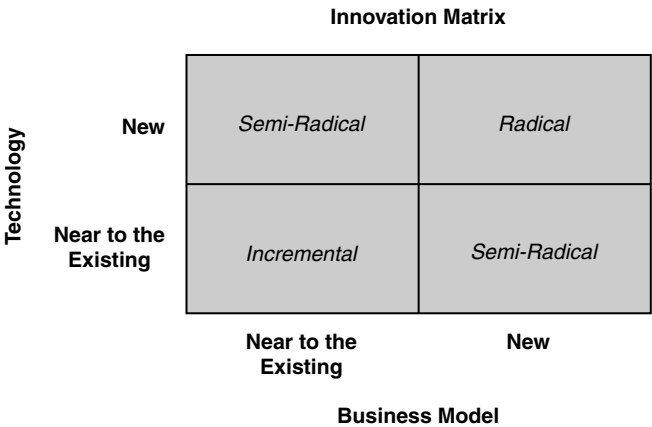 Innovation Matrix
Technology
New
Semi-Radical
Radical
Near to the
Existing
Incremental
Semi-Radical
Near to the
Existing
New
Business Model